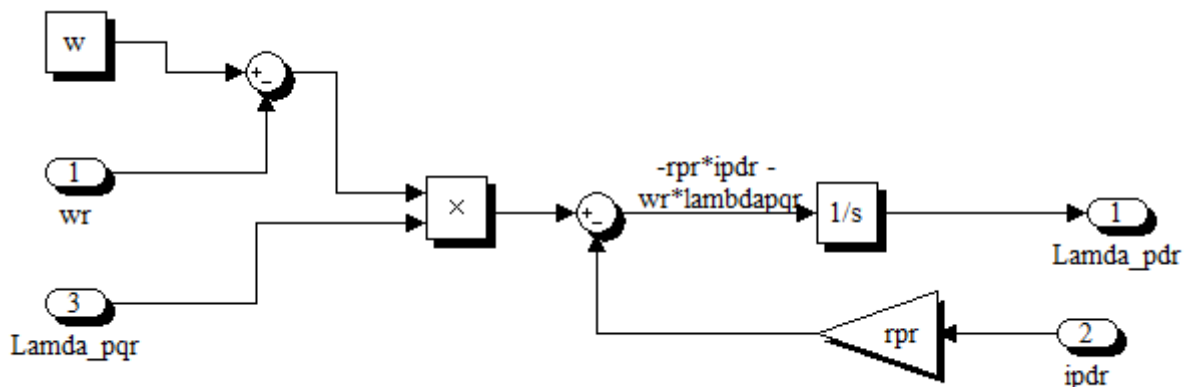 w
+
−
1
wr
×
3
Lamda_pqr
+
−
-rpr*ipdr -
wr*lambdapqr
1/s
1
Lamda_pdr
rpr
2
ipdr